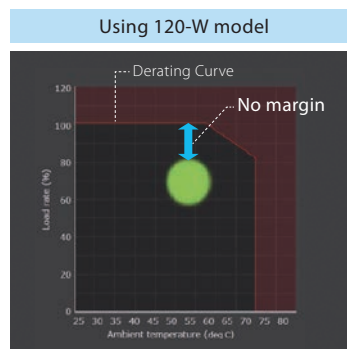 Using 120-W model
Derating Curve
No margin
120
100
80
60
40
20
0
Load rate (%)
25 30 35 40 45 50 55 60 65 70 75 80
Ambient temperature (deg C)